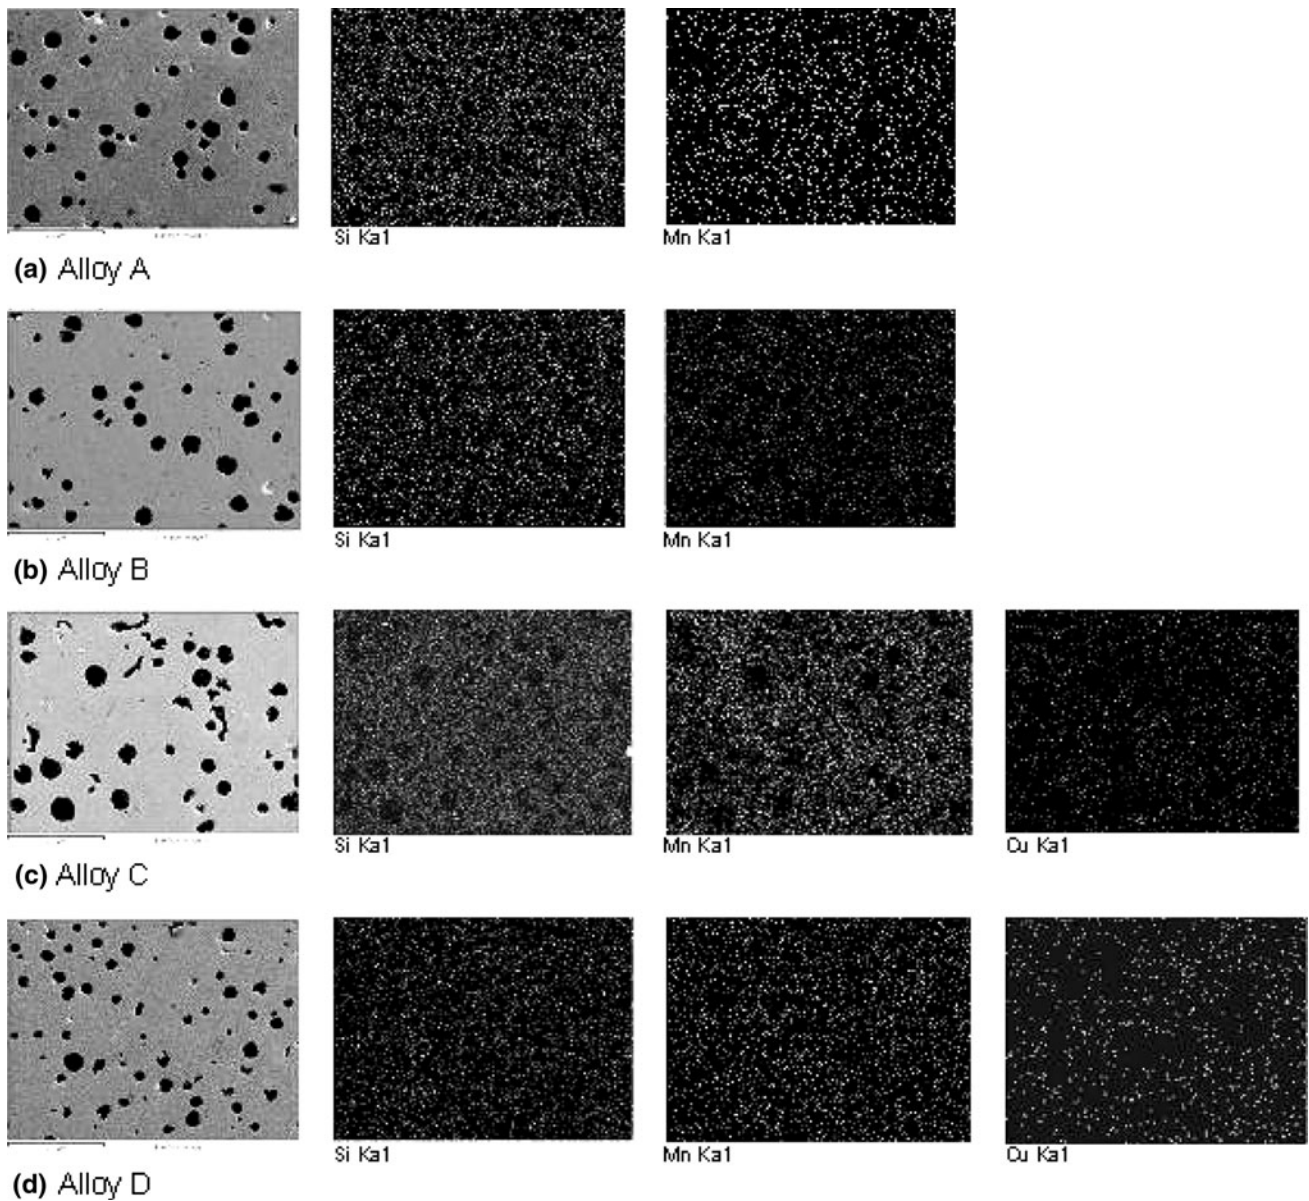 Si Ka1
Mn Ka1
(a) Alloy A
Si Ka1
Mn Ka1
(b) Alloy B
Si Ka1
Mn Ka1
Cu Ka1
(c) Alloy C
Si Ka1
Mn Ka1
Cu Ka1
(d) Alloy D